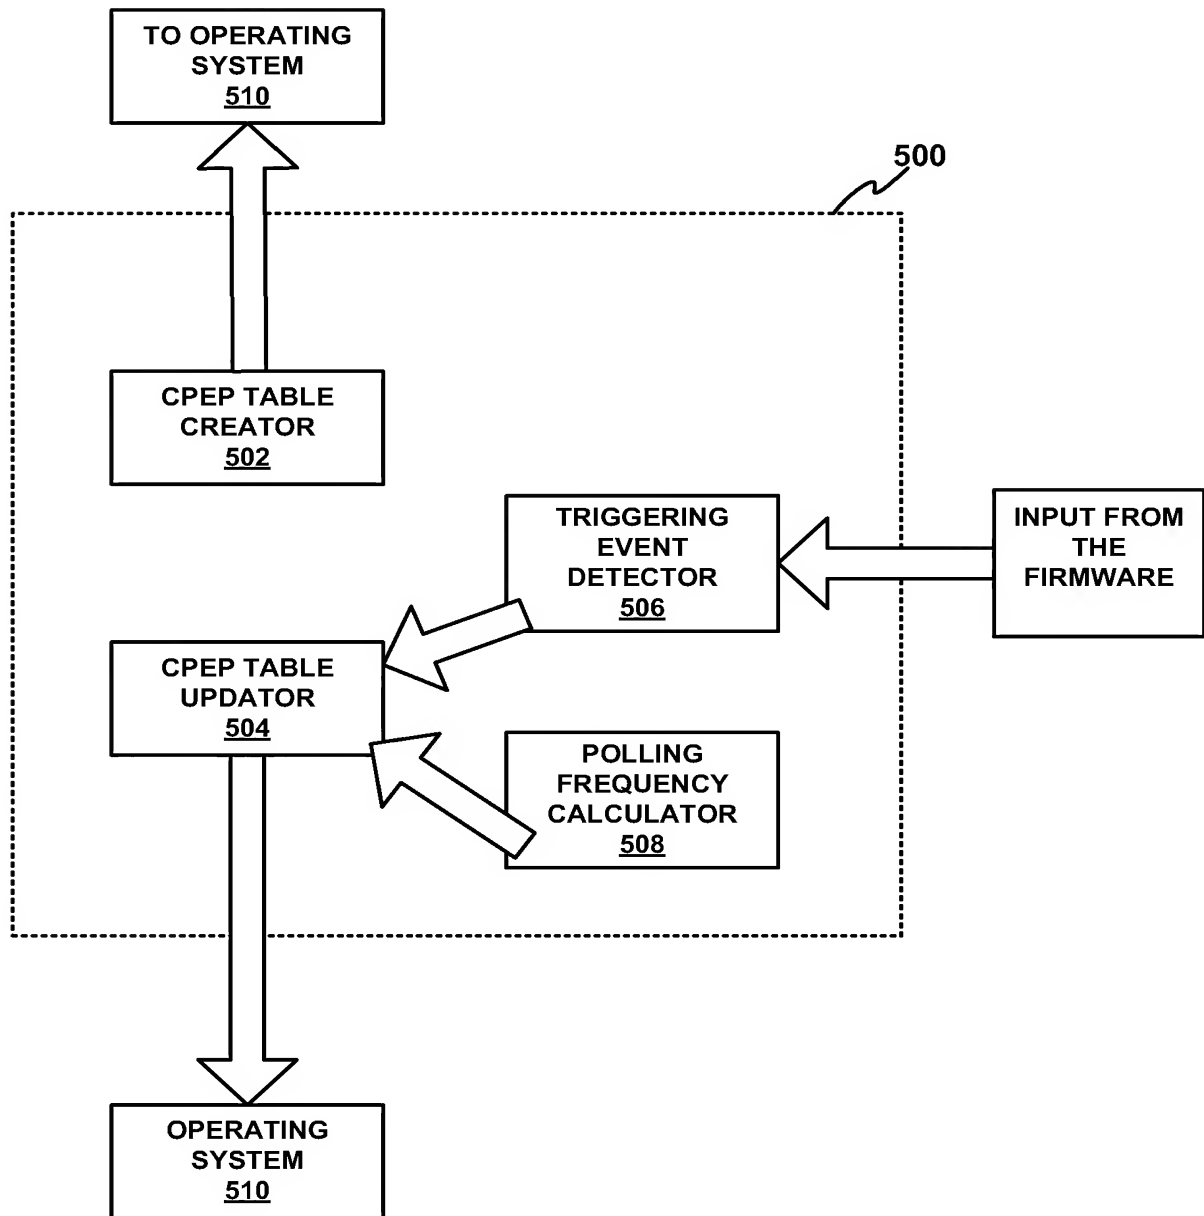 TO OPERATING
SYSTEM
510
500
CPEP TABLE
CREATOR
502
TRIGGERING
EVENT
DETECTOR
506
INPUT FROM
THE
FIRMWARE
CPEP TABLE
UPDATOR
504
POLLING
FREQUENCY
CALCULATOR
508
OPERATING
SYSTEM
510